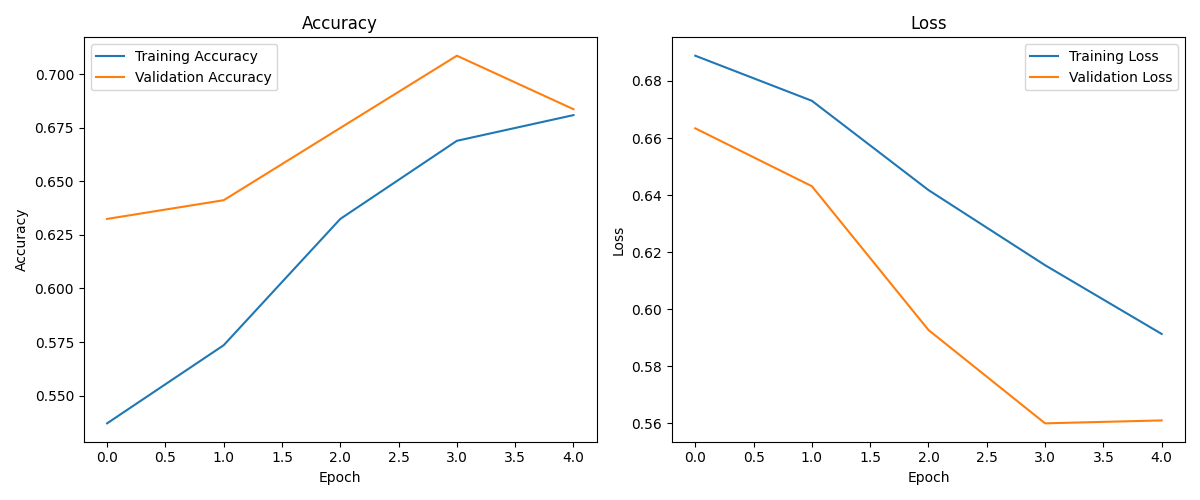 Accuracy
Training Accuracy
Validation Accuracy
0.700
0.675
0.650
0.625
0.600
0.575
0.550
Accuracy
0.0 0.5 1.0 1.5 2.0 2.5 3.0 3.5 4.0
Epoch
Loss
Training Loss
Validation Loss
0.68
0.66
0.64
0.62
0.60
0.58
0.56
Loss
0.0 0.5 1.0 1.5 2.0 2.5 3.0 3.5 4.0
Epoch